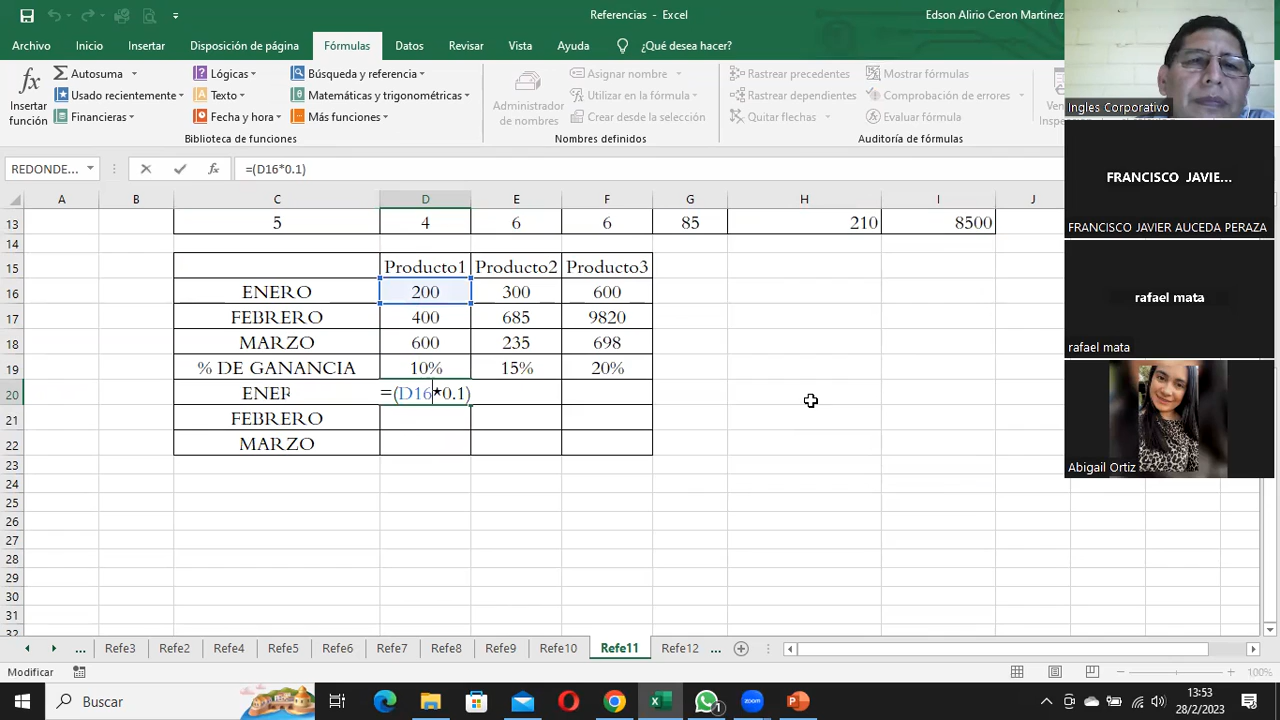 Referencias - Excel
Edson Alirio Ceron Martinez
Archivo Inicio Insertar Disposición de página Fórmulas Datos Revisar Vista Ayuda ¿Qué desea hacer?
Insertar función
Autosuma
Usado recientemente
Financieras
Lógicas
Texto
Fecha y hora
Búsqueda y referencia
Matemáticas y trigonométricas
Más funciones
Biblioteca de funciones
Administrador de nombres
Asignar nombre
Utilizar en la fórmula
Crear desde la selección
Nombres definidos
Rastrear precedentes
Rastrear dependientes
Quitar flechas
Mostrar fórmulas
Comprobación de errores
Evaluar fórmula
Auditoría de fórmulas
REDONDE... fx =(D16*0.1)
A B C D E F G H I J
13 5 4 6 6 85 210 8500
14
15 Producto1 Producto2 Producto3
16 ENERO 200 300 600
17 FEBRERO 400 685 9820
18 MARZO 600 235 698
19 % DE GANANCIA 10% 15% 20%
20 ENER =(D16*0.1)
21 FEBRERO
22 MARZO
23
24
25
26
27
28
29
30
31
32
... Refe3 Refe2 Refe4 Refe5 Refe6 Refe7 Refe8 Refe9 Refe10 Refe11 Refe12 ...
Modificar
100%
Buscar
13:53
28/2/2023
1
Ingles Corporativo
FRANCISCO JAVIE...
FRANCISCO JAVIER AUCEDA PERAZA
rafael mata
rafael mata
Abigail Ortiz